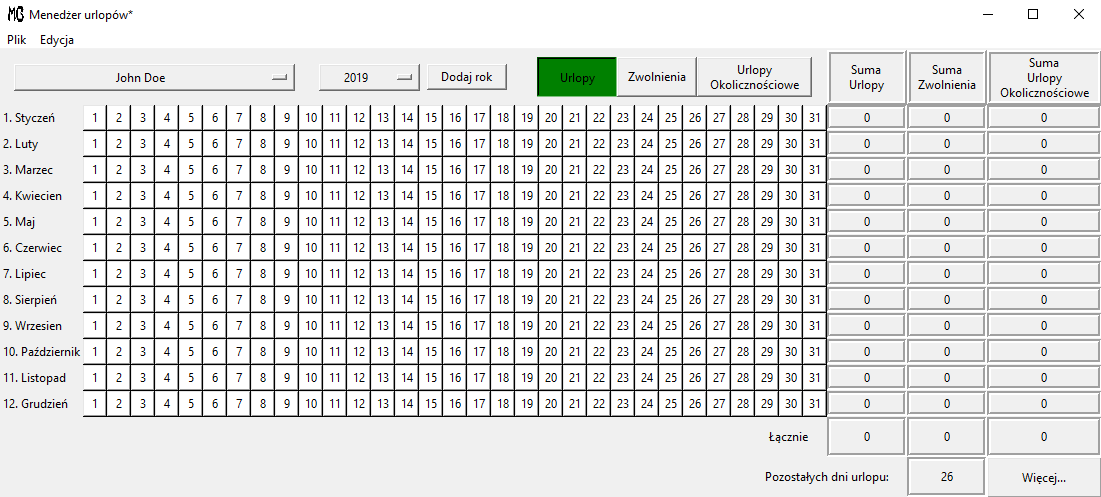 MG Menedżer urlopów*
Plik Edycja
John Doe 2019 Dodaj rok Urlopy Zwolnienia Urlopy Okolicznościowe Suma Urlopy Suma Zwolnienia Suma Urlopy Okolicznościowe
1. Styczeń 1 2 3 4 5 6 7 8 9 10 11 12 13 14 15 16 17 18 19 20 21 22 23 24 25 26 27 28 29 30 31 0 0 0
2. Luty 1 2 3 4 5 6 7 8 9 10 11 12 13 14 15 16 17 18 19 20 21 22 23 24 25 26 27 28 29 30 31 0 0 0
3. Marzec 1 2 3 4 5 6 7 8 9 10 11 12 13 14 15 16 17 18 19 20 21 22 23 24 25 26 27 28 29 30 31 0 0 0
4. Kwiecien 1 2 3 4 5 6 7 8 9 10 11 12 13 14 15 16 17 18 19 20 21 22 23 24 25 26 27 28 29 30 31 0 0 0
5. Maj 1 2 3 4 5 6 7 8 9 10 11 12 13 14 15 16 17 18 19 20 21 22 23 24 25 26 27 28 29 30 31 0 0 0
6. Czerwiec 1 2 3 4 5 6 7 8 9 10 11 12 13 14 15 16 17 18 19 20 21 22 23 24 25 26 27 28 29 30 31 0 0 0
7. Lipiec 1 2 3 4 5 6 7 8 9 10 11 12 13 14 15 16 17 18 19 20 21 22 23 24 25 26 27 28 29 30 31 0 0 0
8. Sierpień 1 2 3 4 5 6 7 8 9 10 11 12 13 14 15 16 17 18 19 20 21 22 23 24 25 26 27 28 29 30 31 0 0 0
9. Wrzesien 1 2 3 4 5 6 7 8 9 10 11 12 13 14 15 16 17 18 19 20 21 22 23 24 25 26 27 28 29 30 31 0 0 0
10. Październik 1 2 3 4 5 6 7 8 9 10 11 12 13 14 15 16 17 18 19 20 21 22 23 24 25 26 27 28 29 30 31 0 0 0
11. Listopad 1 2 3 4 5 6 7 8 9 10 11 12 13 14 15 16 17 18 19 20 21 22 23 24 25 26 27 28 29 30 31 0 0 0
12. Grudzień 1 2 3 4 5 6 7 8 9 10 11 12 13 14 15 16 17 18 19 20 21 22 23 24 25 26 27 28 29 30 31 0 0 0
Łącznie 0 0 0
Pozostałych dni urlopu: 26 Więcej...